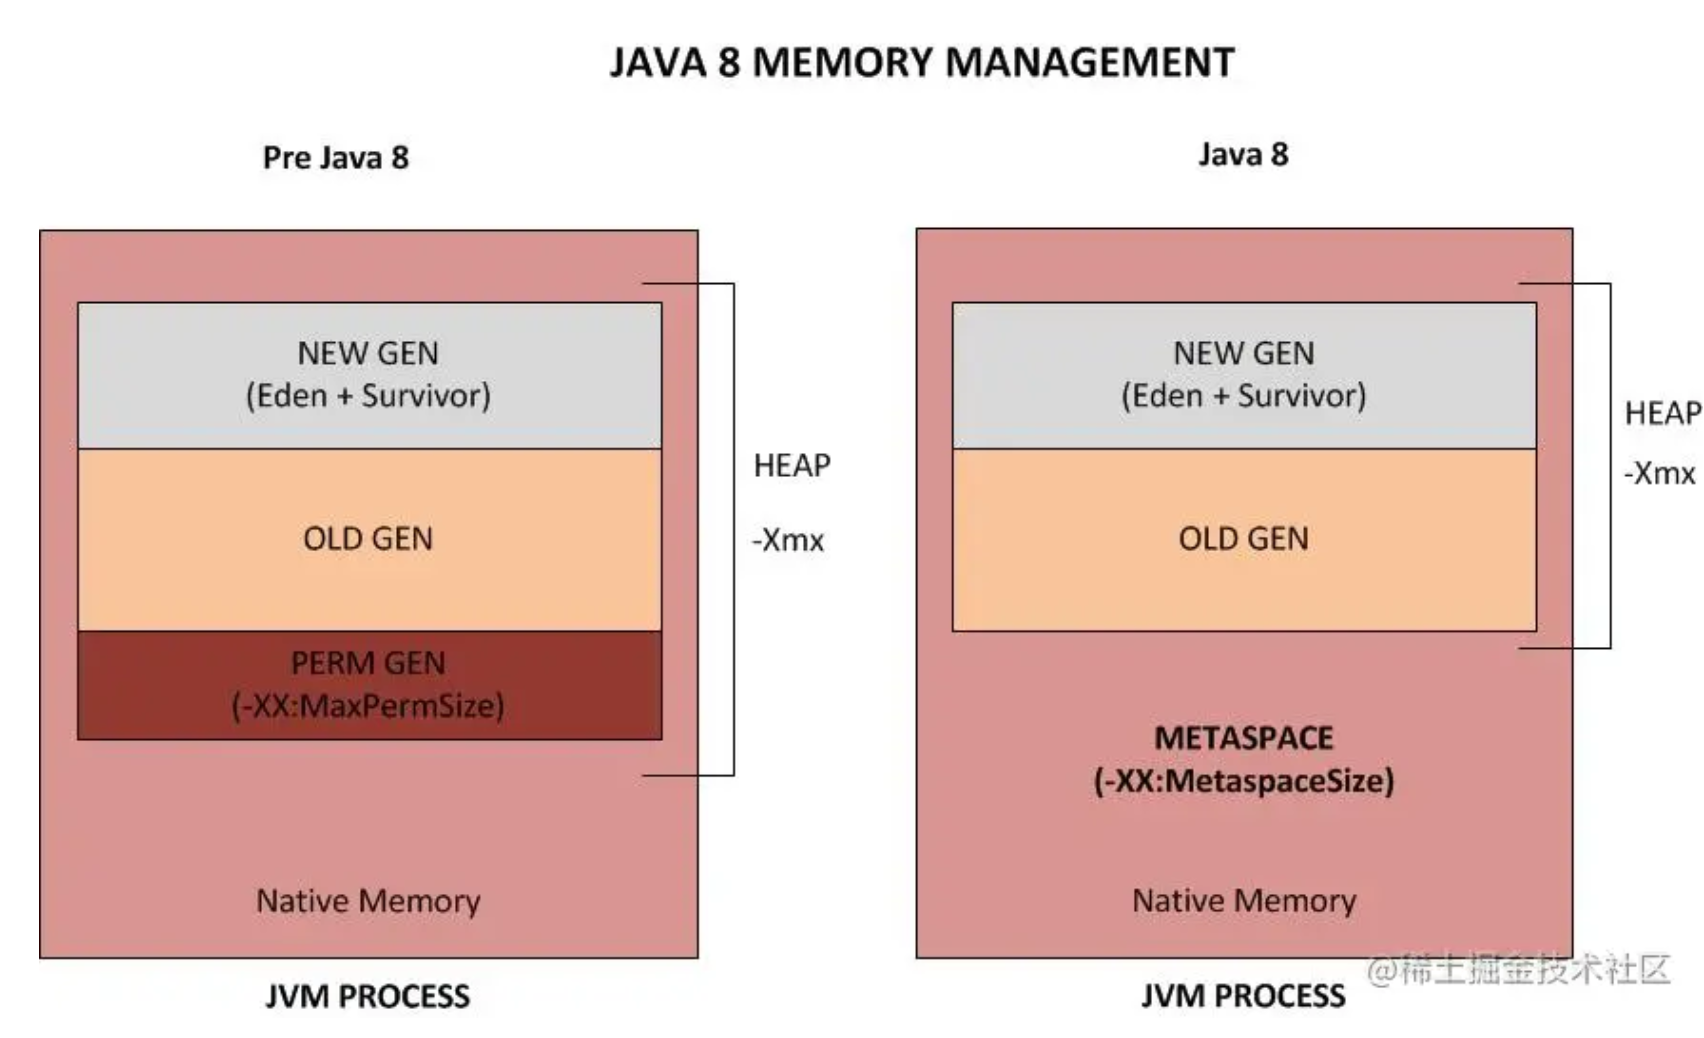 JAVA 8 MEMORY MANAGEMENT
Pre Java 8
NEW GEN
(Eden + Survivor)
OLD GEN
PERM GEN
(-XX:MaxPermSize)
Native Memory
HEAP
-Xmx
JVM PROCESS
Java 8
NEW GEN
(Eden + Survivor)
OLD GEN
METASPACE
(-XX:MetaspaceSize)
Native Memory
HEAP
-Xmx
JVM PROCESS
@稀土掘金技术社区